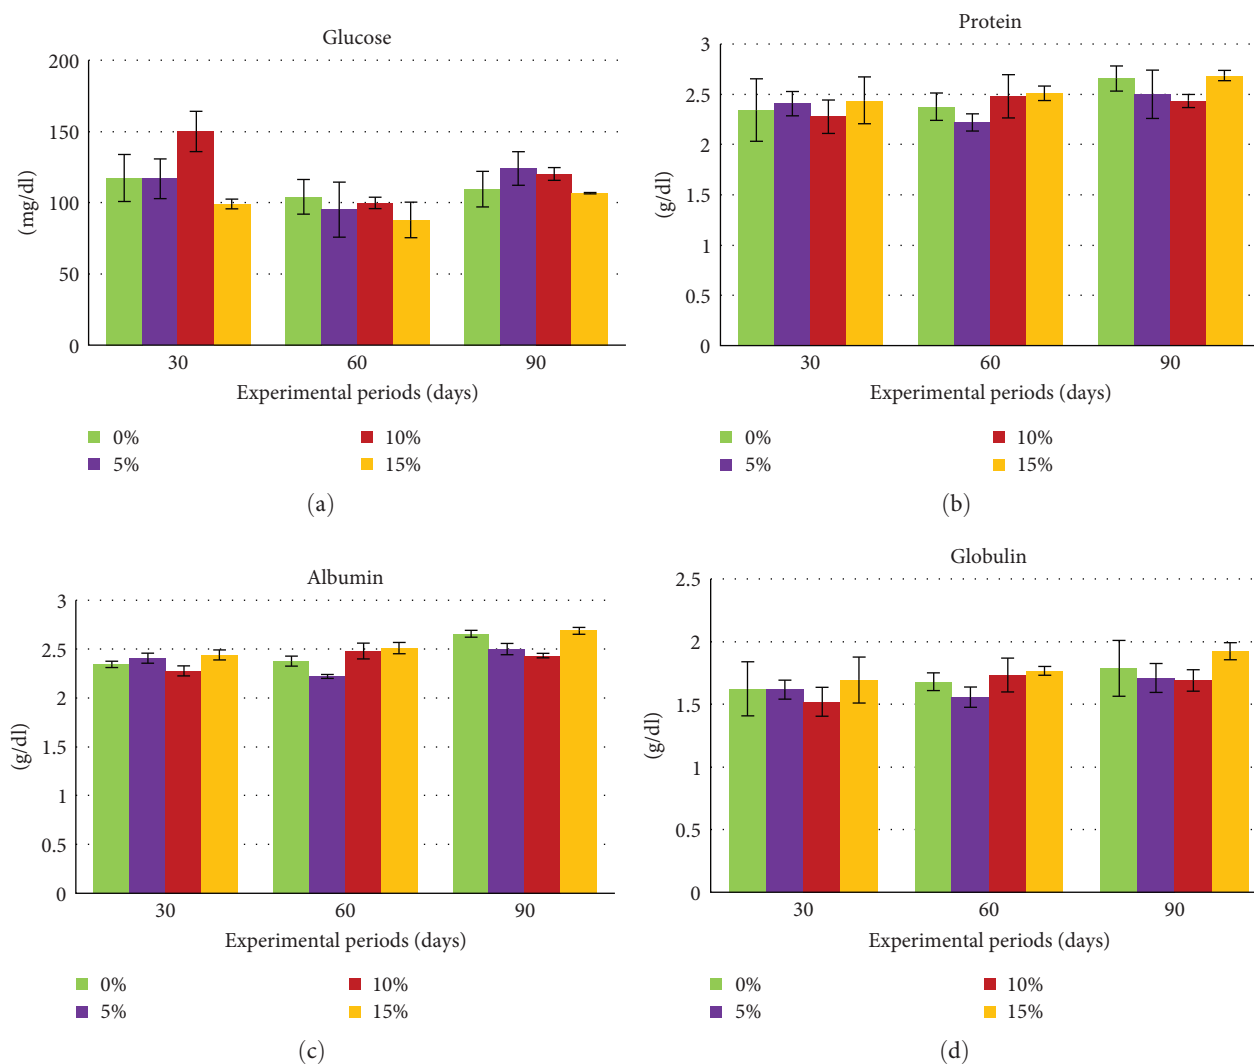 Glucose
200
150
100
50
0
(mg/dl)
30 60 90
Experimental periods (days)
0% 10%
5% 15%
(a)
Protein
3
2.5
2
1.5
1
0.5
0
(g/dl)
30 60 90
Experimental periods (days)
0% 10%
5% 15%
(b)
Albumin
3
2.5
2
1.5
1
0.5
0
(g/dl)
30 60 90
Experimental periods (days)
0% 10%
5% 15%
(c)
Globulin
2.5
2
1.5
1
0.5
0
(g/dl)
30 60 90
Experimental periods (days)
0% 10%
5% 15%
(d)